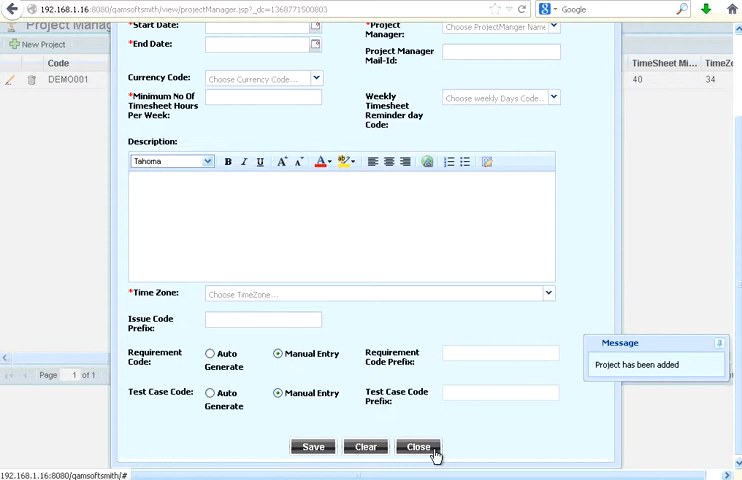 192.168.1.16:8080/qamsoftsmith/view/projectManager.jsp?_dc=1368771500803
Google
Project Manag
New Project
Code
TimeSheet Mi...
TimeZo
DEMO001
40
34
*Start Date:
*Project Manager:
Choose ProjectManger Name
*End Date:
Project Manager Mail-Id:
Currency Code:
Choose Currency Code...
*Minimum No Of Timesheet Hours Per Week:
Weekly Timesheet Reminder day Code:
Choose weekly Days Code...
Description:
Tahoma
B I U A A A
*Time Zone:
Choose TimeZone...
Issue Code Prefix:
Requirement Code:
Auto Generate
Manual Entry
Requirement Code Prefix:
Test Case Code:
Auto Generate
Manual Entry
Test Case Code Prefix:
Message
Project has been added
Page 1 of 1
Save
Clear
Close
192.168.1.16:8080/qamsoftsmith/#